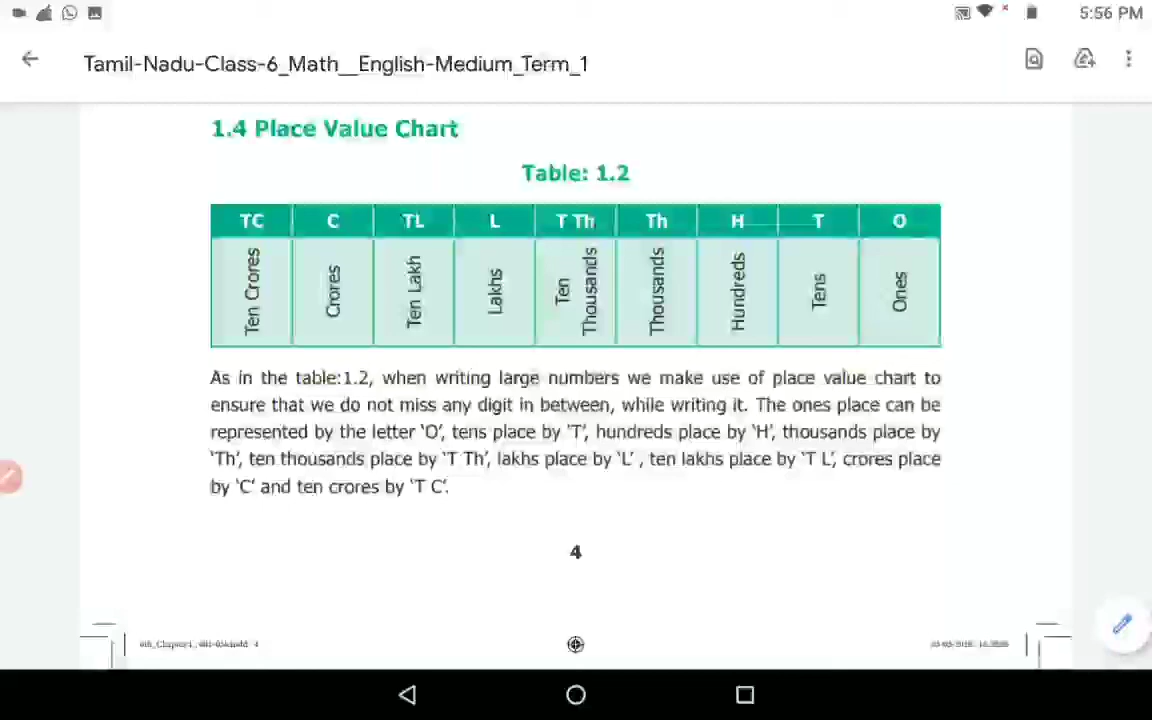 5:56 PM
Tamil-Nadu-Class-6_Math__English-Medium_Term_1
1.4 Place Value Chart
Table: 1.2
TC C TL L T Th Th H T O
Ten Crores Crores Ten Lakh Lakhs Ten Thousands Thousands Hundreds Tens Ones
As in the table:1.2, when writing large numbers we make use of place value chart to
ensure that we do not miss any digit in between, while writing it. The ones place can be
represented by the letter ‘O’, tens place by ‘T’, hundreds place by ‘H’, thousands place by
‘Th’, ten thousands place by ‘T Th’, lakhs place by ‘L’ , ten lakhs place by ‘T L’, crores place
by ‘C’ and ten crores by ‘T C’.
4